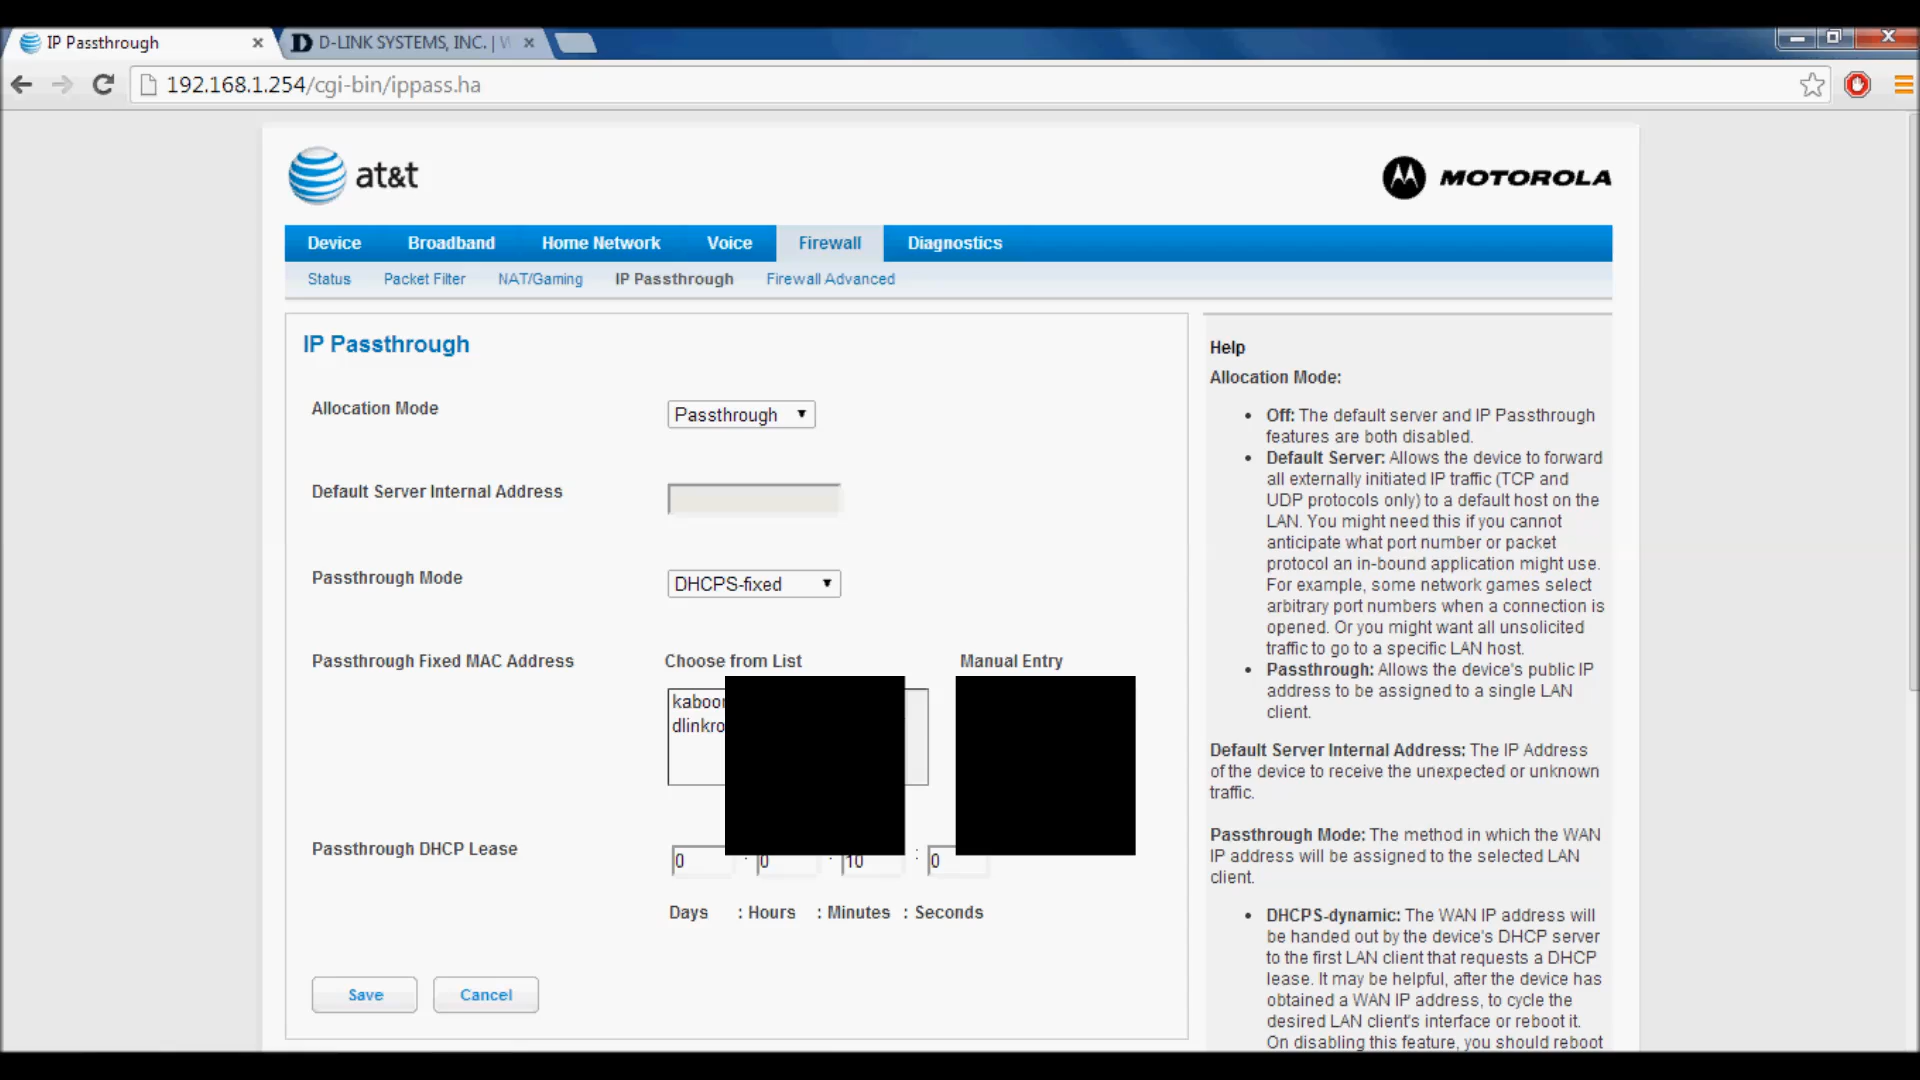 IP Passthrough
D-LINK SYSTEMS, INC. | W
192.168.1.254/cgi-bin/ippass.ha
at&t
MOTOROLA
Device Broadband Home Network Voice Firewall Diagnostics
Status Packet Filter NAT/Gaming IP Passthrough Firewall Advanced
IP Passthrough
Allocation Mode
Passthrough
Default Server Internal Address
Passthrough Mode
DHCPS-fixed
Passthrough Fixed MAC Address
Choose from List
Manual Entry
Passthrough DHCP Lease
0 : 0 : 10 : 0
Days : Hours : Minutes : Seconds
Save
Cancel
Help
Allocation Mode:
• Off: The default server and IP Passthrough
features are both disabled.
• Default Server: Allows the device to forward
all externally initiated IP traffic (TCP and
UDP protocols only) to a default host on the
LAN. You might need this if you cannot
anticipate what port number or packet
protocol an in-bound application might use.
For example, some network games select
arbitrary port numbers when a connection is
opened. Or you might want all unsolicited
traffic to go to a specific LAN host.
• Passthrough: Allows the device's public IP
address to be assigned to a single LAN
client.
Default Server Internal Address: The IP Address
of the device to receive the unexpected or unknown
traffic.
Passthrough Mode: The method in which the WAN
IP address will be assigned to the selected LAN
client.
• DHCPS-dynamic: The WAN IP address will
be handed out by the device's DHCP server
to the first LAN client that requests a DHCP
lease. It may be helpful, after the device has
obtained a WAN IP address, to cycle the
desired LAN client's interface or reboot it.
On disabling this feature, you should reboot